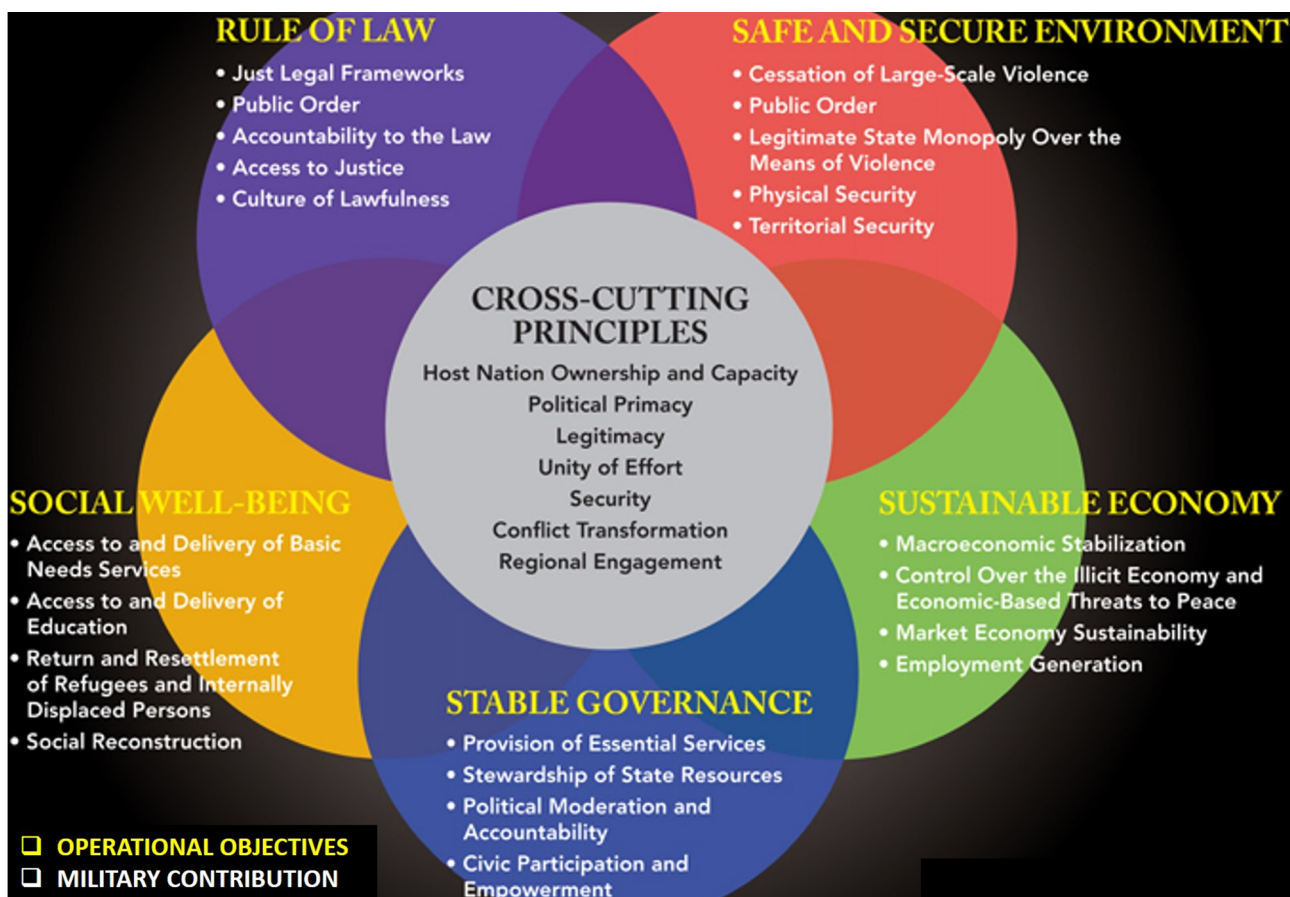 RULE OF LAW
• Just Legal Frameworks
• Public Order
• Accountability to the Law
• Access to Justice
• Culture of Lawfulness
SAFE AND SECURE ENVIRONMENT
• Cessation of Large-Scale Violence
• Public Order
• Legitimate State Monopoly Over the
Means of Violence
• Physical Security
• Territorial Security
CROSS-CUTTING
PRINCIPLES
Host Nation Ownership and Capacity
Political Primacy
Legitimacy
Unity of Effort
Security
Conflict Transformation
Regional Engagement
SOCIAL WELL-BEING
• Access to and Delivery of Basic
Needs Services
• Access to and Delivery of
Education
• Return and Resettlement
of Refugees and Internally
Displaced Persons
• Social Reconstruction
SUSTAINABLE ECONOMY
• Macroeconomic Stabilization
• Control Over the Illicit Economy and
Economic-Based Threats to Peace
• Market Economy Sustainability
• Employment Generation
STABLE GOVERNANCE
• Provision of Essential Services
• Stewardship of State Resources
• Political Moderation and
Accountability
• Civic Participation and
Empowerment
❑ OPERATIONAL OBJECTIVES
❑ MILITARY CONTRIBUTION